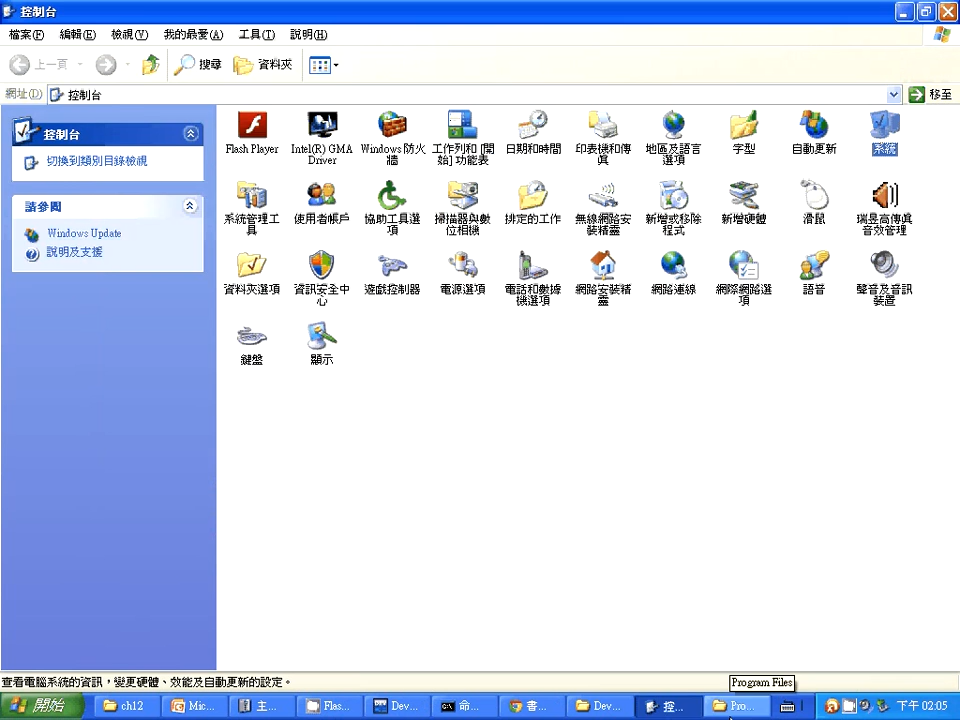 控制台
檔案(F) 編輯(E) 檢視(V) 我的最愛(A) 工具(T) 說明(H)
上一頁 搜尋 資料夾
網址(D) 控制台 移至
控制台
切換到類別目錄檢視
請參閱
Windows Update
說明及支援
Flash Player
Intel(R) GMA
Driver
Windows 防火
牆
工作列和 [開
始] 功能表
日期和時間
印表機和傳
真
地區及語言
選項
字型
自動更新
系統
系統管理工
具
使用者帳戶
協助工具選
項
掃描器與數
位相機
排定的工作
無線網路安
裝精靈
新增或移除
程式
新增硬體
滑鼠
瑞昱高傳真
音效管理
資料夾選項
資訊安全中
心
遊戲控制器
電源選項
電話和數據
機選項
網路安裝精
靈
網路連線
網際網路選
項
語音
聲音及音訊
裝置
鍵盤
顯示
查看電腦系統的資訊，變更硬體、效能及自動更新的設定。
Program Files
開始 ch12 Mic... 主... Flas... Dev... 命... 書... Dev... 控... Pro... 下午 02:05